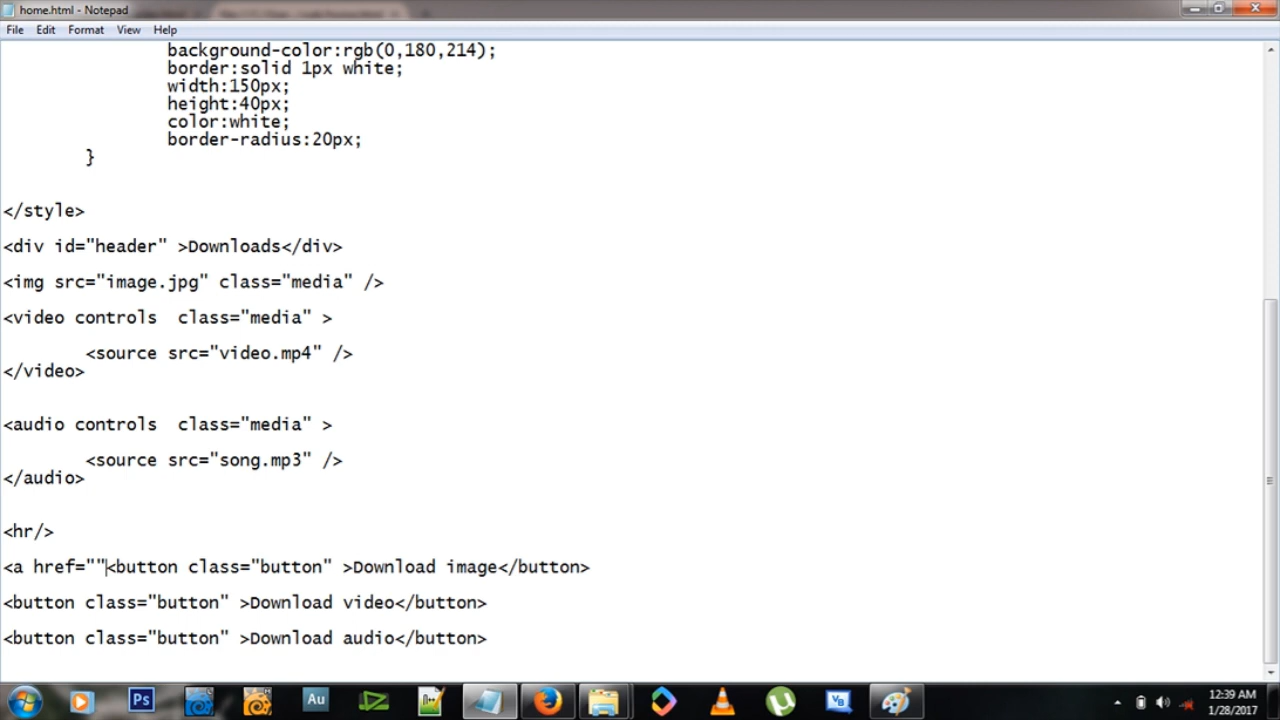 home.html - Notepad
File Edit Format View Help
background-color:rgb(0,180,214);
border:solid 1px white;
width:150px;
height:40px;
color:white;
border-radius:20px;
}
</style>
<div id="header" >Downloads</div>
<img src="image.jpg" class="media" />
<video controls  class="media" >
<source src="video.mp4" />
</video>
<audio controls  class="media" >
<source src="song.mp3" />
</audio>
<hr/>
<a href=""<button class="button" >Download image</button>
<button class="button" >Download video</button>
<button class="button" >Download audio</button>
Ps
Au
12:39 AM
1/28/2017